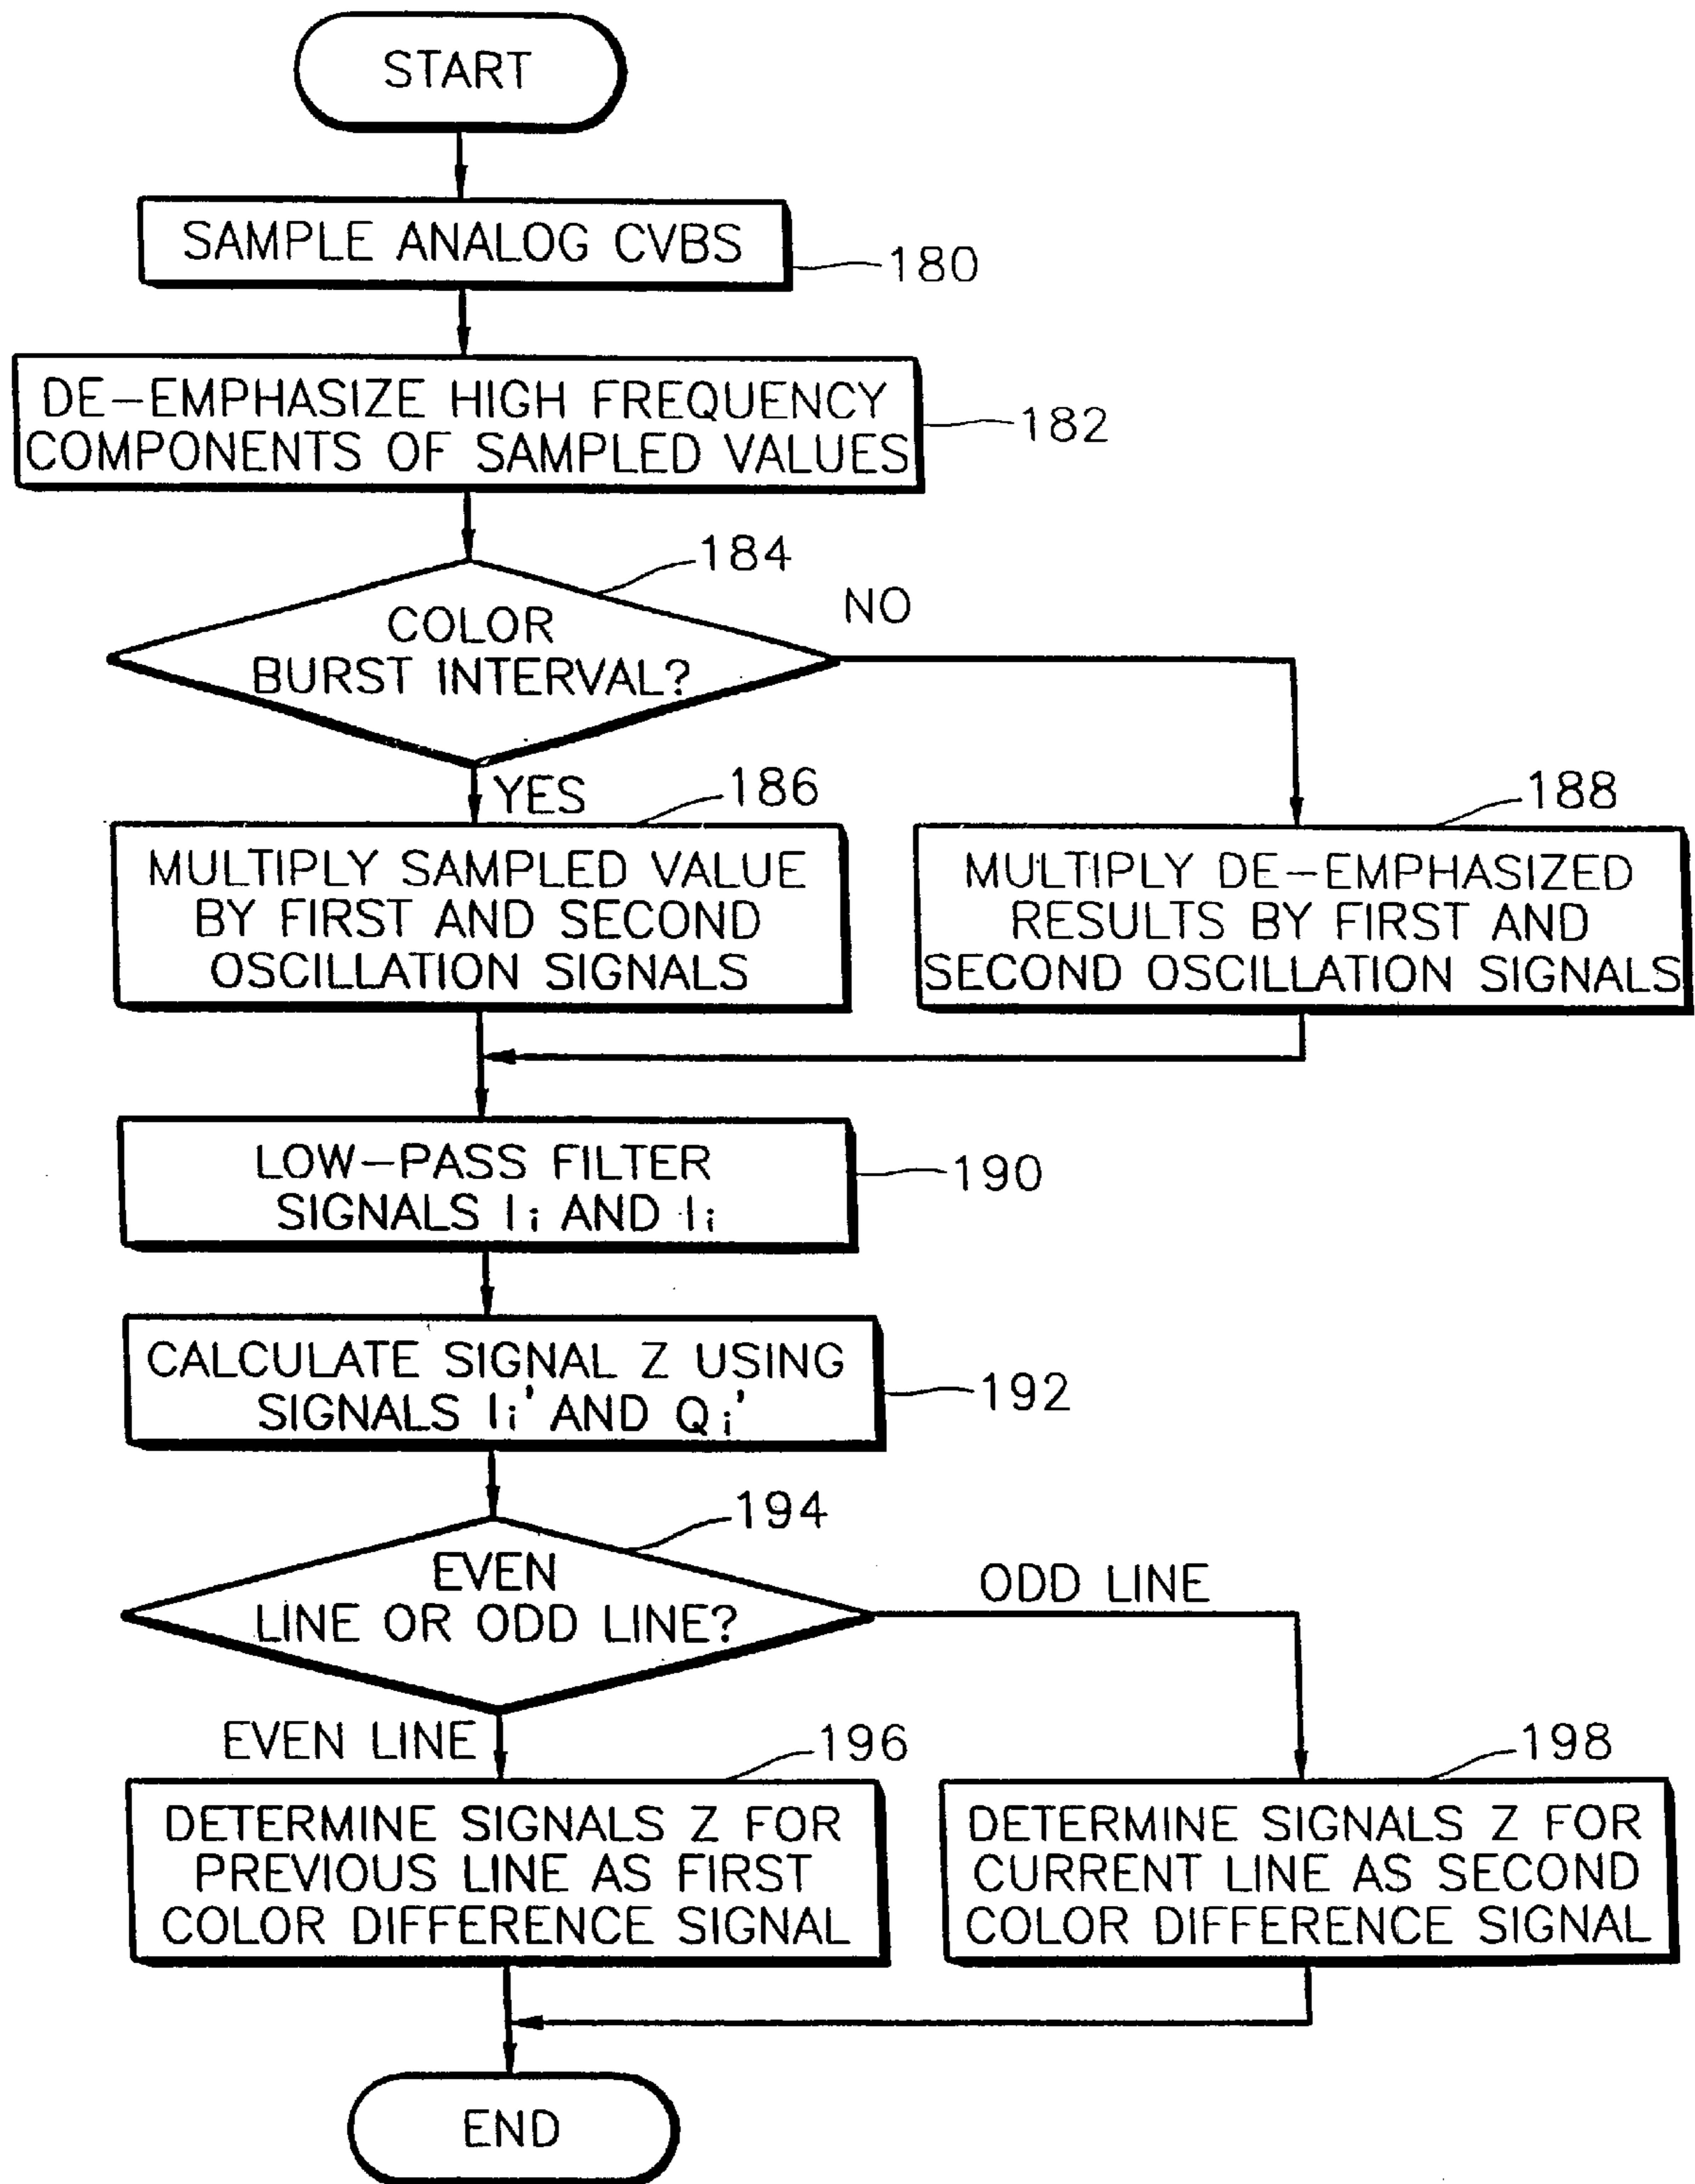 START
SAMPLE ANALOG CVBS
180
DE-EMPHASIZE HIGH FREQUENCY
COMPONENTS OF SAMPLED VALUES
182
184
COLOR
BURST INTERVAL?
NO
YES
186
MULTIPLY SAMPLED VALUE
BY FIRST AND SECOND
OSCILLATION SIGNALS
188
MULTIPLY DE-EMPHASIZED
RESULTS BY FIRST AND
SECOND OSCILLATION SIGNALS
LOW-PASS FILTER
SIGNALS Ii AND Ii
190
CALCULATE SIGNAL Z USING
SIGNALS Ii' AND Qi'
192
194
EVEN
LINE OR ODD LINE?
ODD LINE
EVEN LINE
196
DETERMINE SIGNALS Z FOR
PREVIOUS LINE AS FIRST
COLOR DIFFERENCE SIGNAL
198
DETERMINE SIGNALS Z FOR
CURRENT LINE AS SECOND
COLOR DIFFERENCE SIGNAL
END